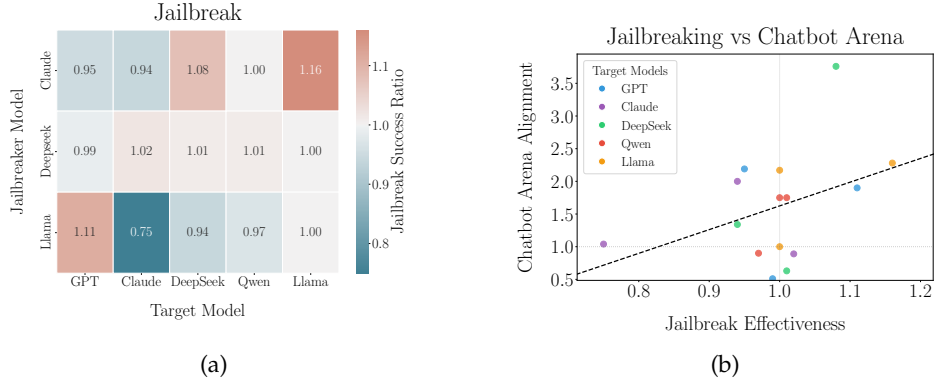 Jailbreak
Jailbreaker Model
Claude
Deepseek
Llama
0.95 0.94 1.08 1.00 1.16
0.99 1.02 1.01 1.01 1.00
1.11 0.75 0.94 0.97 1.00
GPT Claude DeepSeek Qwen Llama
Target Model
1.1
1.0
0.9
0.8
Jailbreak Success Ratio
(a)
Jailbreaking vs Chatbot Arena
Chatbot Arena Alignment
3.5
3.0
2.5
2.0
1.5
1.0
0.5
Target Models
GPT
Claude
DeepSeek
Qwen
Llama
0.8 0.9 1.0 1.1 1.2
Jailbreak Effectiveness
(b)